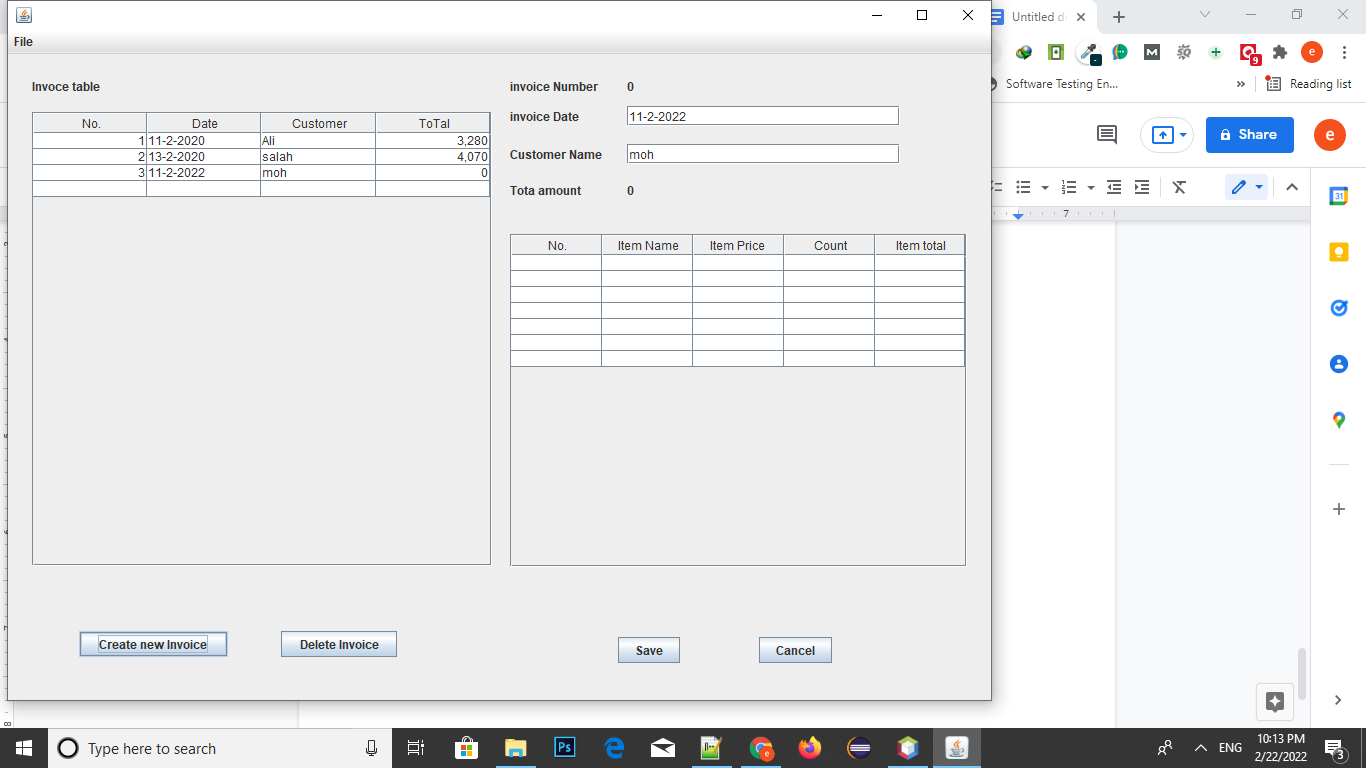 File
Invoce table
No. Date Customer ToTal
1 11-2-2020 Ali 3,280
2 13-2-2020 salah 4,070
3 11-2-2022 moh 0
invoice Number 0
invoice Date 11-2-2022
Customer Name moh
Tota amount 0
No. Item Name Item Price Count Item total
Create new Invoice Delete Invoice Save Cancel
Untitled d
9
e
Software Testing En... » Reading list
Share e
7
31
Type here to search
Ps
ENG
10:13 PM
2/22/2022
3